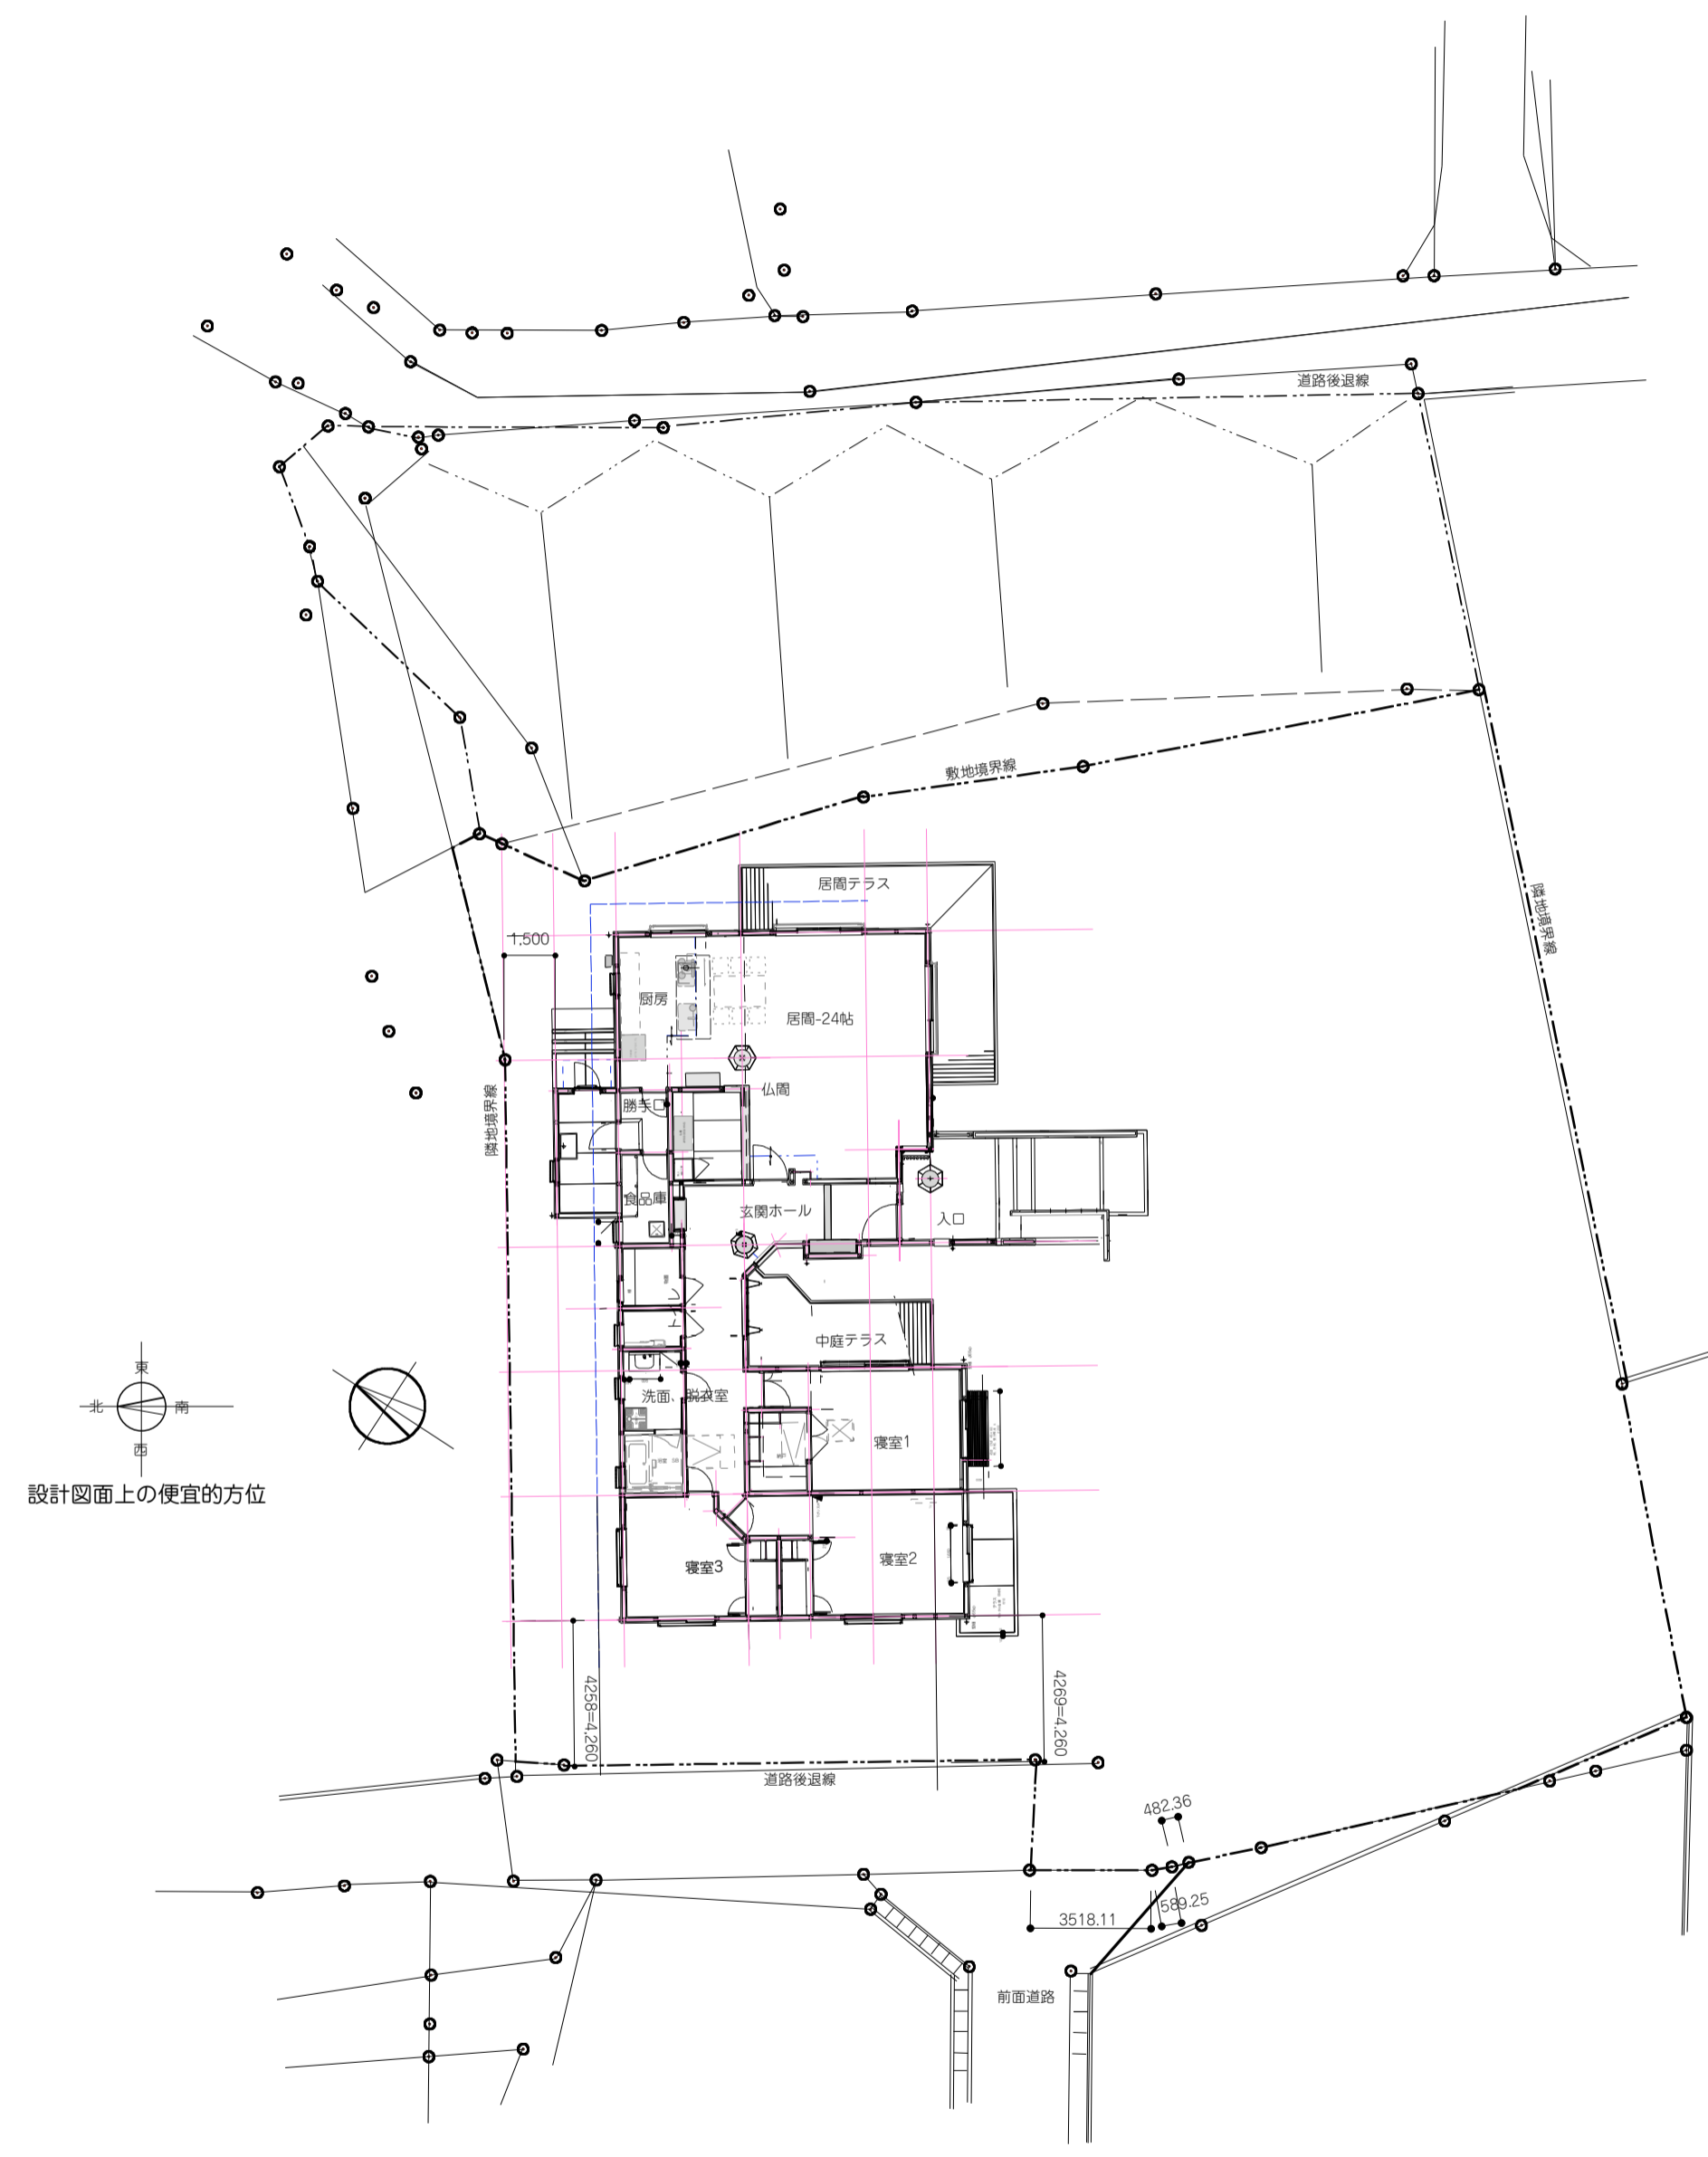 道路後退線
敷地境界線
隣地境界線
居間テラス
1.500
厨房
居間-24帖
仏間
勝手口
隣地境界線
食品庫
玄関ホール
入口
中庭テラス
洗面、脱衣室
寝室1
寝室2
寝室3
東
北
南
西
設計図面上の便宜的方位
4258=4.260
4269=4.260
道路後退線
482.36
589.25
3518.11
前面道路